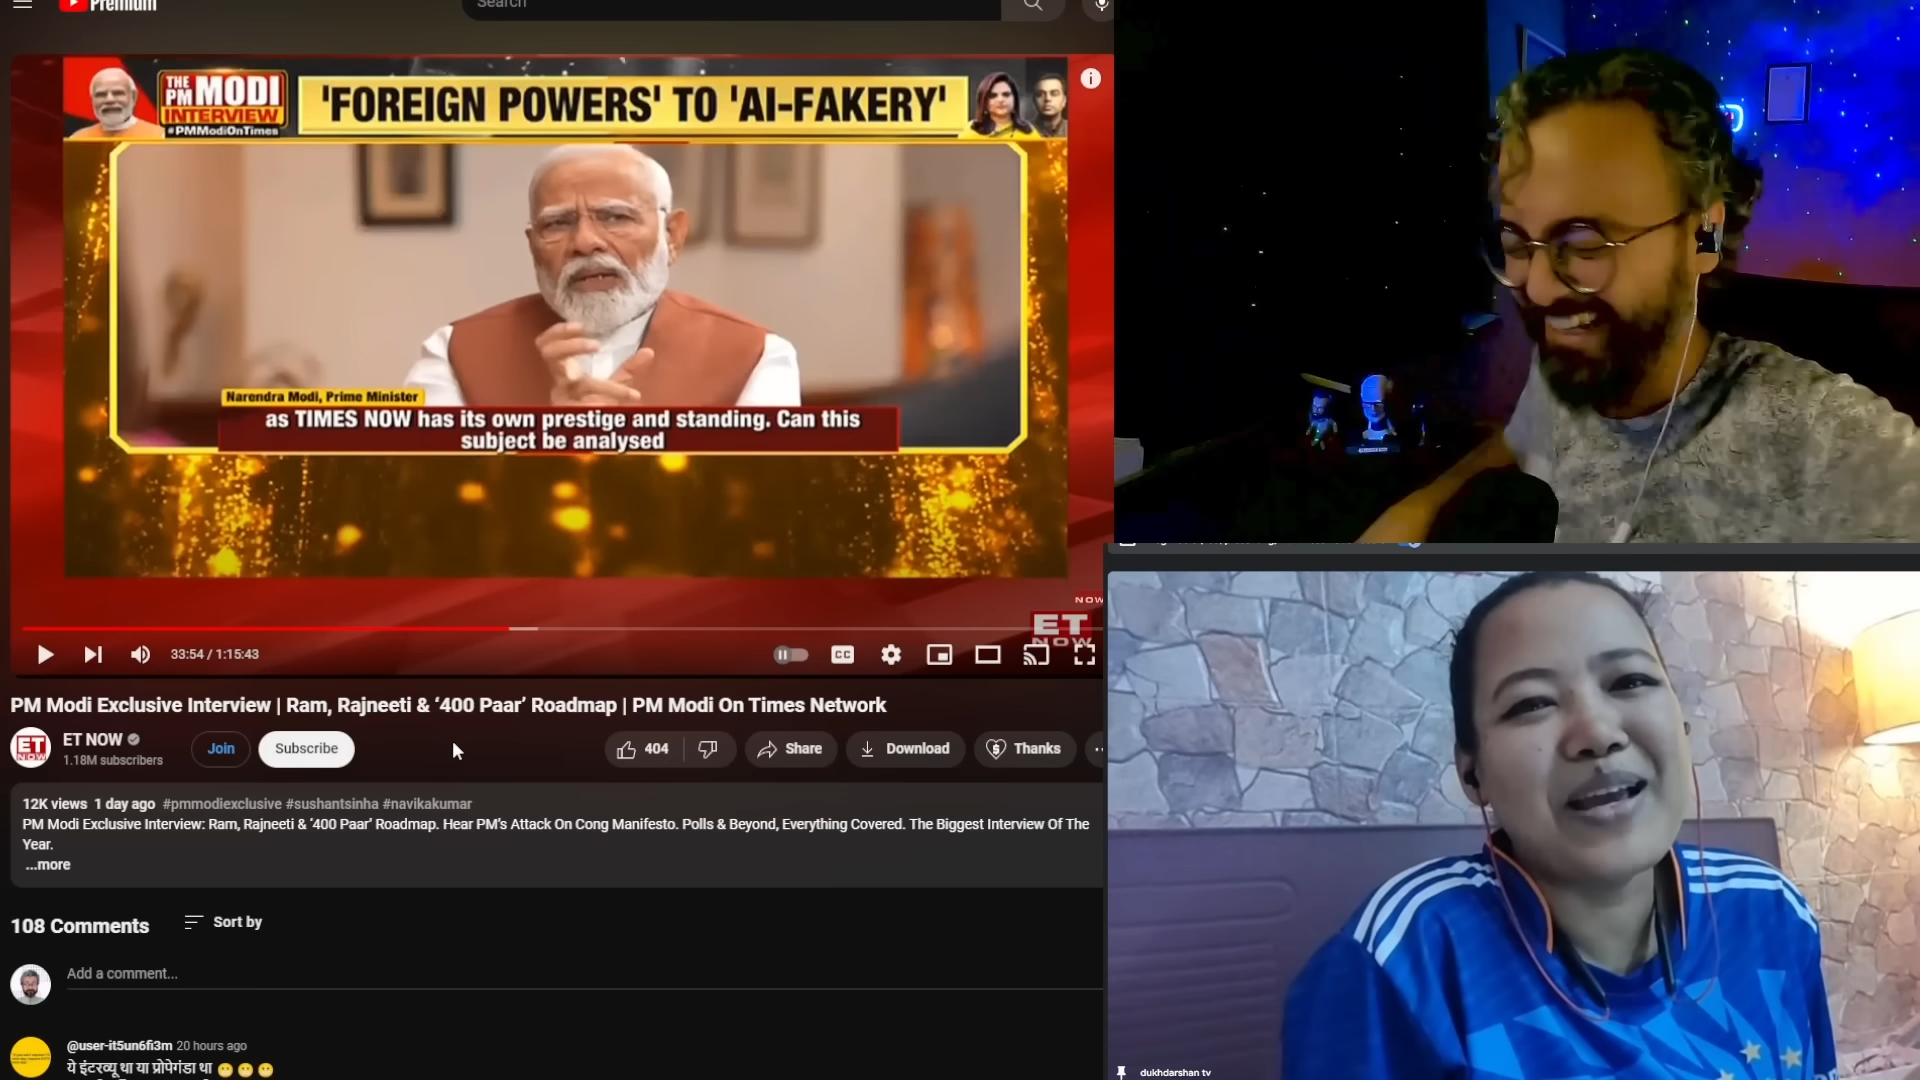 Premium
Search
THE PM MODI INTERVIEW
#PMModiOnTimes
'FOREIGN POWERS' TO 'AI-FAKERY'
Narendra Modi, Prime Minister
as TIMES NOW has its own prestige and standing. Can this
subject be analysed
NOW
ET NOW
33:54 / 1:15:43
CC
PM Modi Exclusive Interview | Ram, Rajneeti & ‘400 Paar’ Roadmap | PM Modi On Times Network
ET NOW
ET NOW
1.18M subscribers
Join
Subscribe
404
Share
Download
Thanks
12K views 1 day ago #pmmodiexclusive #sushantsinha #navikakumar
PM Modi Exclusive Interview: Ram, Rajneeti & ‘400 Paar’ Roadmap. Hear PM's Attack On Cong Manifesto. Polls & Beyond, Everything Covered. The Biggest Interview Of The
Year.
...more
108 Comments
Sort by
Add a comment...
@user-it5un6fi3m 20 hours ago
ये इंटरव्यू था या प्रोपेगंडा था 😬😬😬
dukhdarshan tv